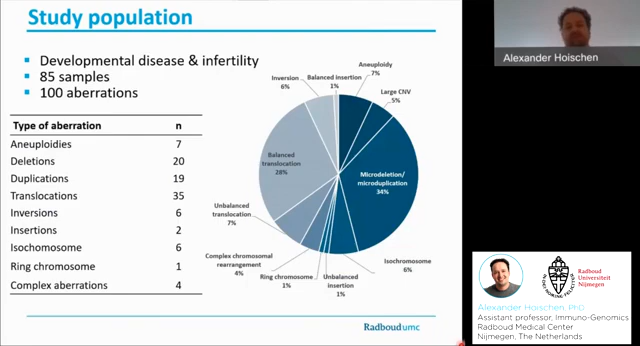 Study population
Developmental disease & infertility
85 samples
100 aberrations
Type of aberration n
Aneuploidies 7
Deletions 20
Duplications 19
Translocations 35
Inversions 6
Insertions 2
Isochromosome 6
Ring chromosome 1
Complex aberrations 4
Inversion
6%
Balanced insertion
1%
Aneuploidy
7%
Large CNV
5%
Microdeletion/
microduplication
34%
Isochromosome
6%
Unbalanced
insertion
1%
Ring chromosome
1%
Complex chromosomal
rearrangement
4%
Unbalanced
translocation
7%
Balanced
translocation
28%
Radboudumc
Alexander Hoischen
Radboud
Universiteit
Nijmegen
Alexander Hoischen, PhD
Assistant professor, Immuno-Genomics
Radboud Medical Center
Nijmegen, The Netherlands